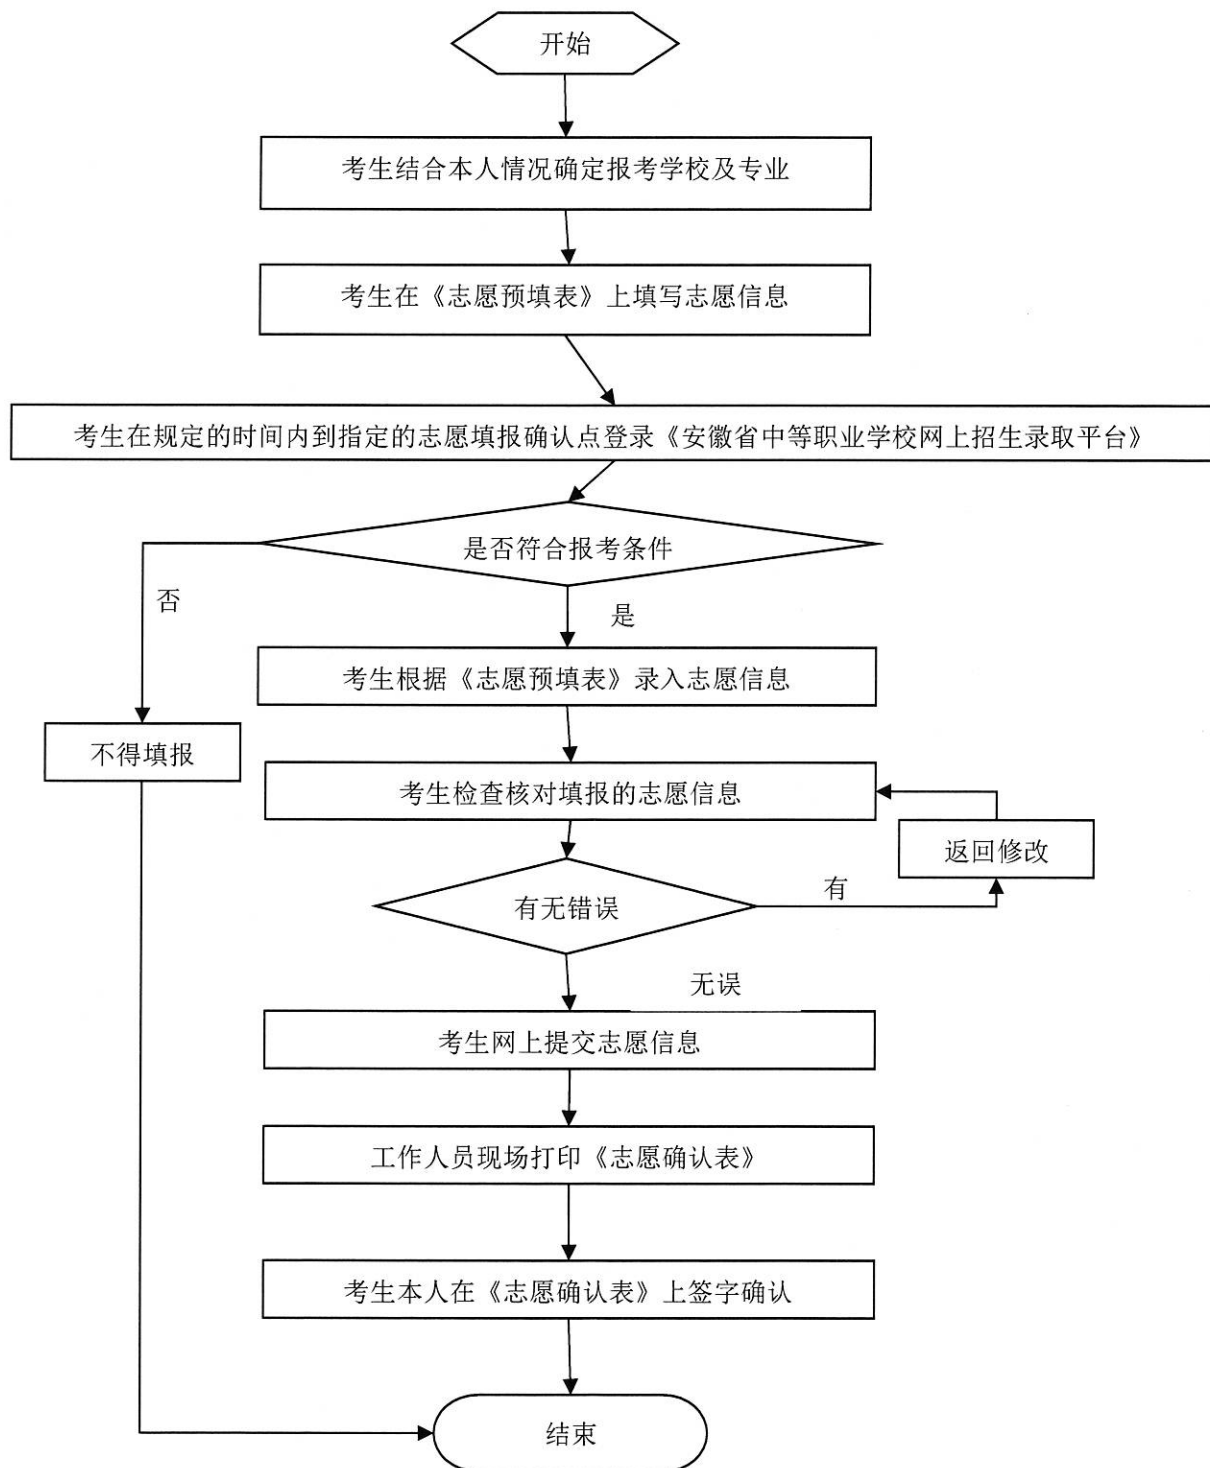 开始
考生结合本人情况确定报考学校及专业
考生在《志愿预填表》上填写志愿信息
考生在规定的时间内到指定的志愿填报确认点登录《安徽省中等职业学校网上招生录取平台》
是否符合报考条件
否
是
考生根据《志愿预填表》录入志愿信息
不得填报
考生检查核对填报的志愿信息
返回修改
有无错误
有
无误
考生网上提交志愿信息
工作人员现场打印《志愿确认表》
考生本人在《志愿确认表》上签字确认
结束